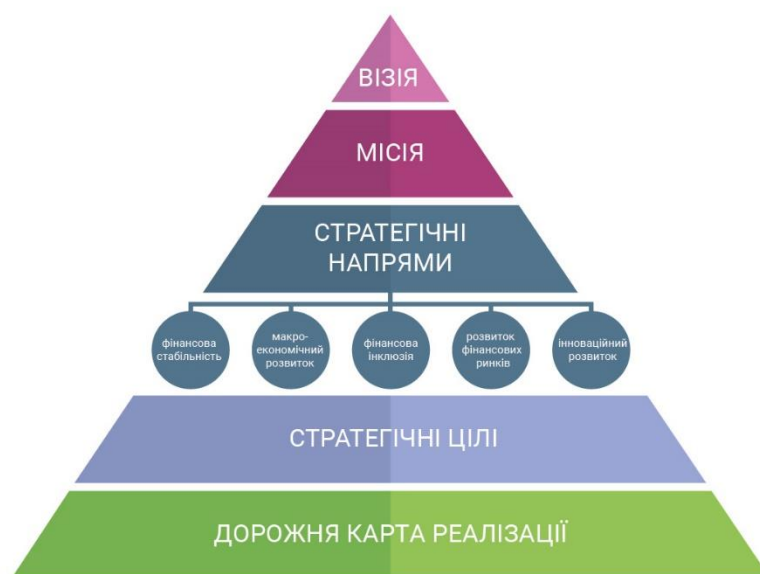 ВІЗІЯ
МІСІЯ
СТРАТЕГІЧНІ
НАПРЯМИ
фінансова
стабільність
макро-
економічний
розвиток
фінансова
інклюзія
розвиток
фінансових
ринків
інноваційний
розвиток
СТРАТЕГІЧНІ ЦІЛІ
ДОРОЖНЯ КАРТА РЕАЛІЗАЦІЇ